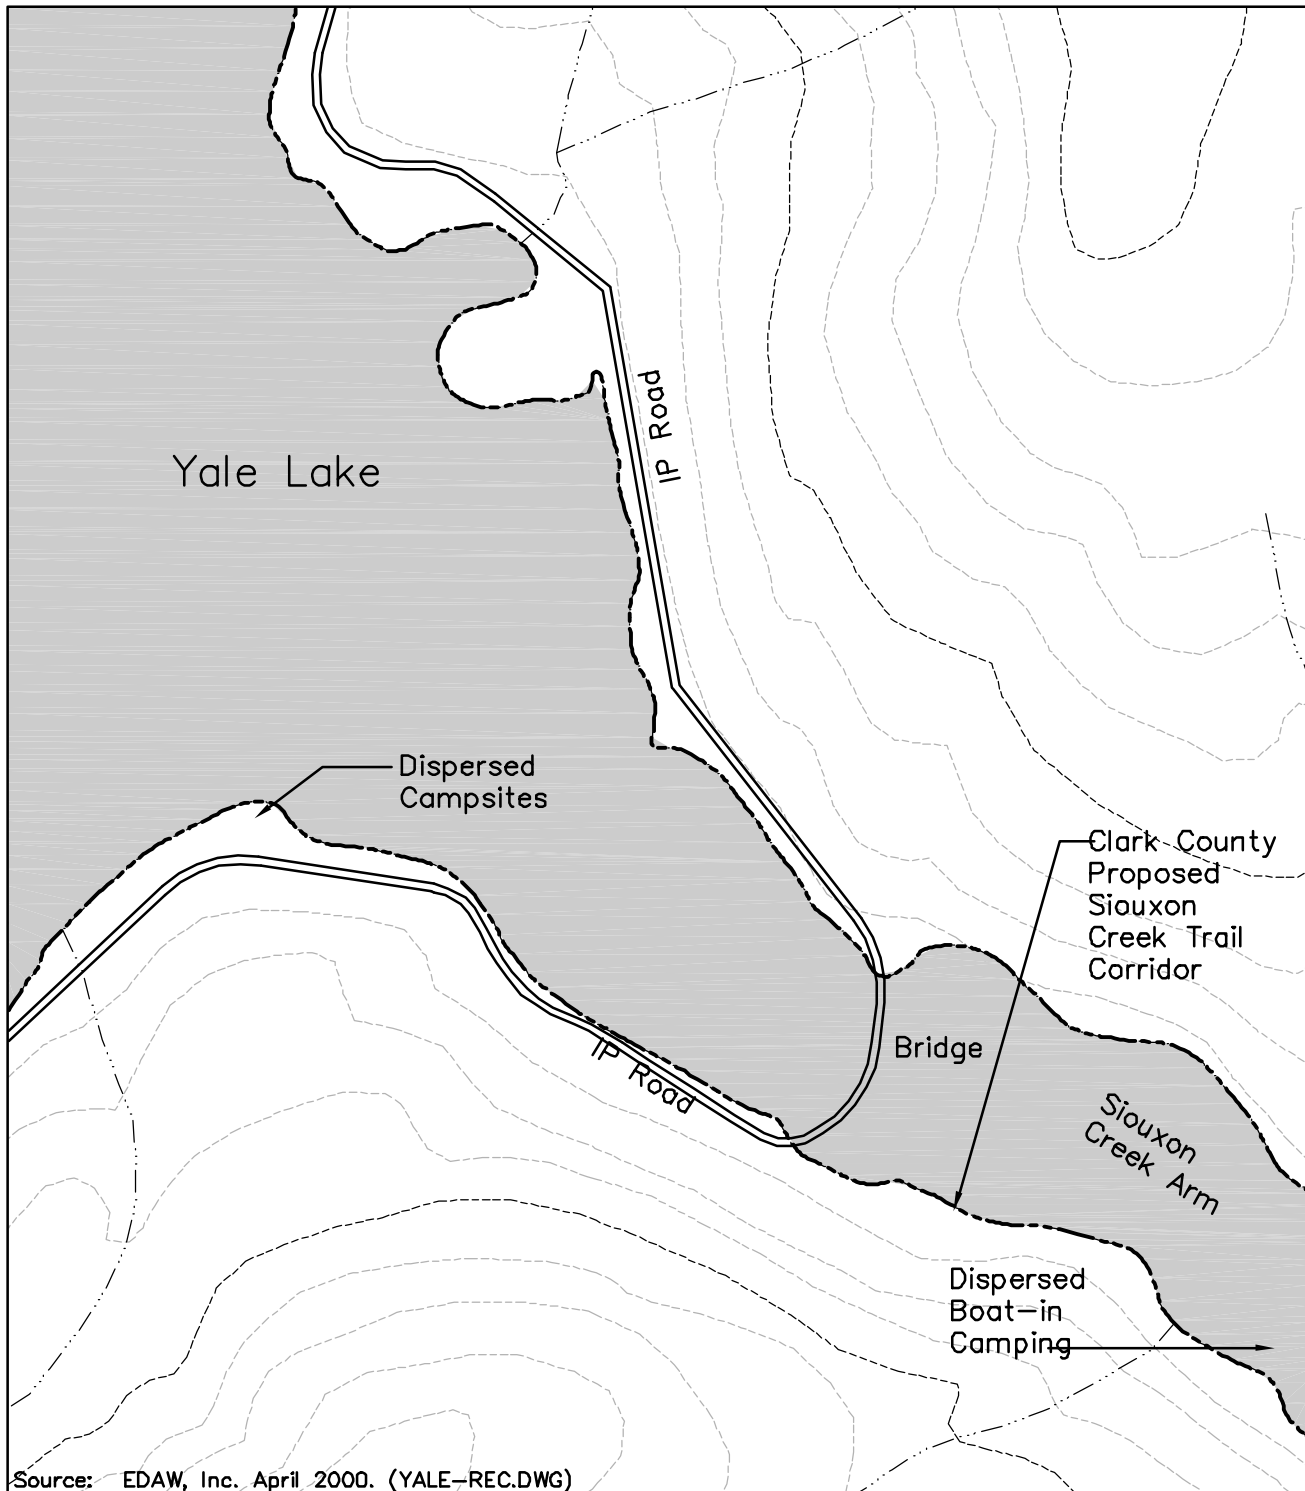 IP Road
Yale Lake
Dispersed
Campsites
Clark County
Proposed
Siouxon
Creek Trail
Corridor
Bridge
IP Road
Siouxon
Creek Arm
Dispersed
Boat-in
Camping
Source: EDAW, Inc. April 2000. (YALE-REC.DWG)